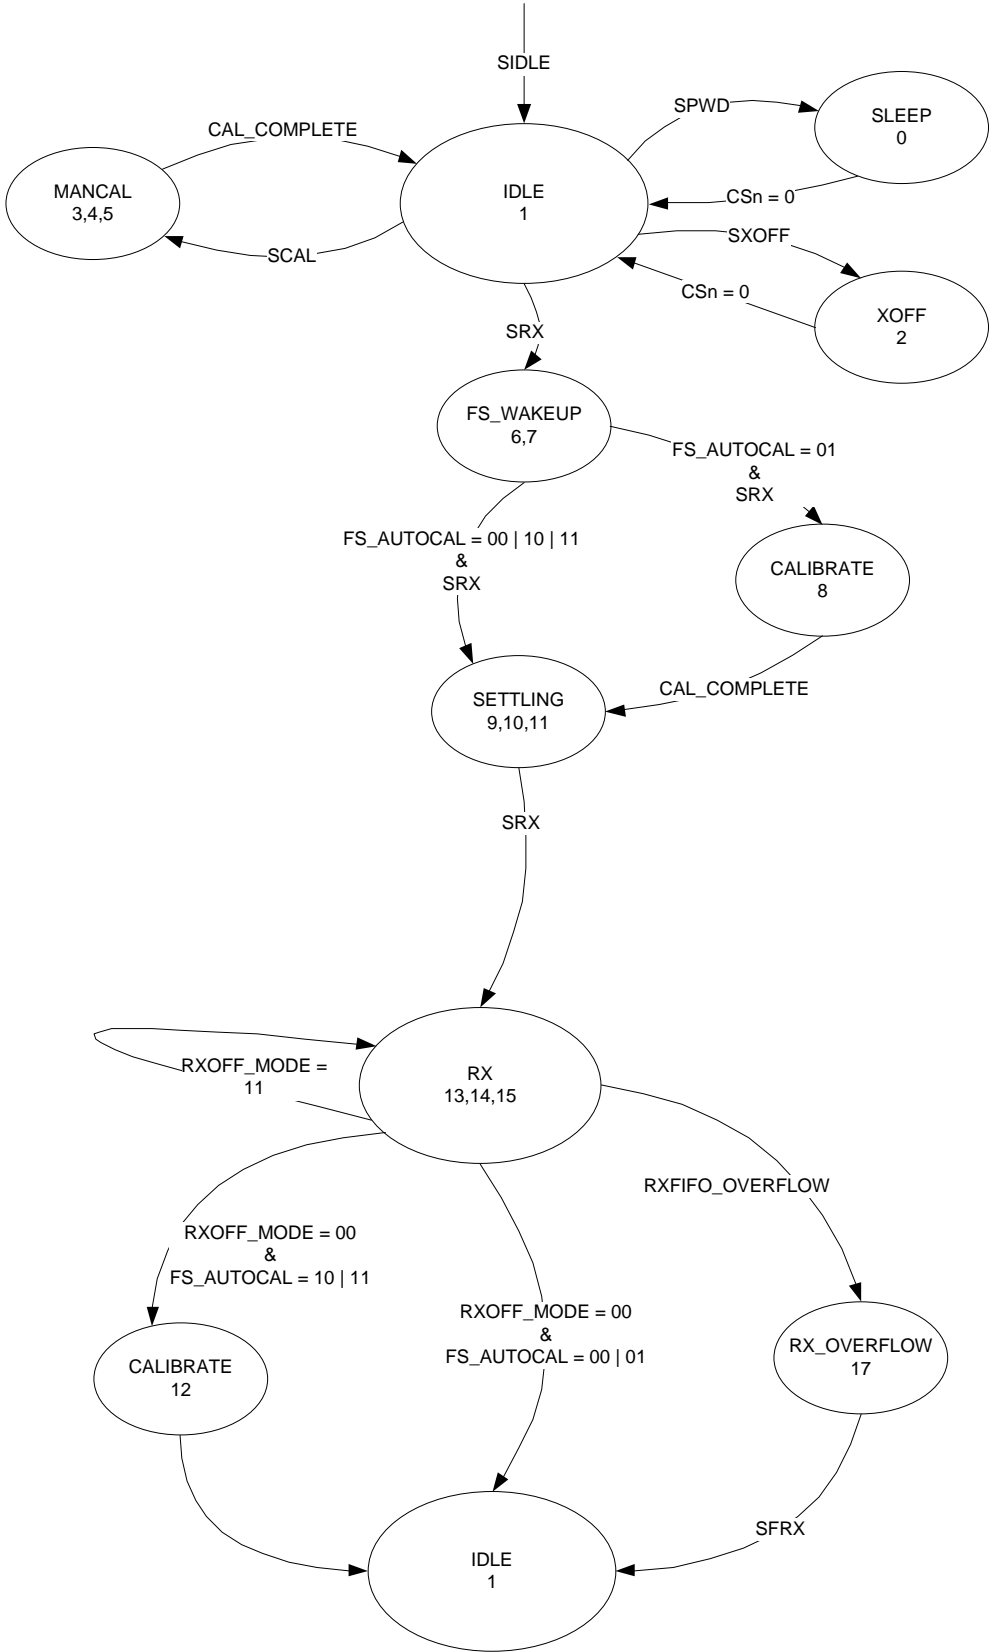 SIDLE
SPWD
SLEEP
0
CAL_COMPLETE
MANCAL
3,4,5
IDLE
1
CSn = 0
SXOFF
SCAL
CSn = 0
XOFF
2
SRX
FS_WAKEUP
6,7
FS_AUTOCAL = 01
&
SRX
FS_AUTOCAL = 00 | 10 | 11
&
SRX
CALIBRATE
8
SETTLING
9,10,11
CAL_COMPLETE
SRX
RXOFF_MODE =
11
RX
13,14,15
RXFIFO_OVERFLOW
RXOFF_MODE = 00
&
FS_AUTOCAL = 10 | 11
RXOFF_MODE = 00
&
FS_AUTOCAL = 00 | 01
CALIBRATE
12
RX_OVERFLOW
17
SFRX
IDLE
1